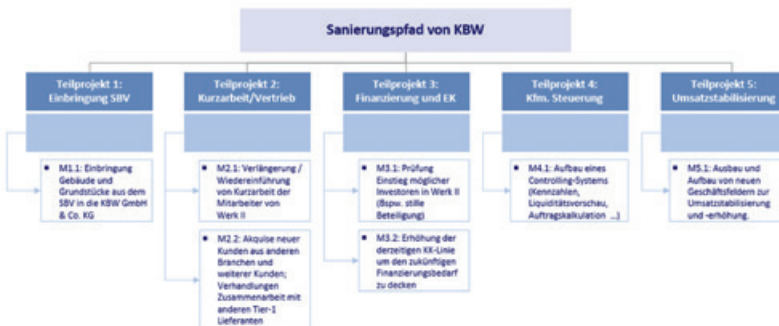 Sanierungspfad von KBW
Teilprojekt 1:
Einbringung SBV
M1.1: Einbringung
Gebäude und
Grundstücke aus dem
SBV in die KBW GmbH
& Co. KG
Teilprojekt 2:
Kurzarbeit/Vertrieb
M2.1: Verlängerung /
Wiedereinführung
von Kurzarbeit der
Mitarbeiter von
Werk II
M2.2: Akquise neuer
Kunden aus anderen
Branchen und
weiterer Kunden;
Verhandlungen
Zusammenarbeit mit
anderen Tier-1
Lieferanten
Teilprojekt 3:
Finanzierung und EK
M3.1: Prüfung
Einstieg möglicher
Investoren in Werk II
(Bspw. stille
Beteiligung)
M3.2: Erhöhung der
derzeitigen KK-Linie
um den zukünftigen
Finanzierungsbedarf
zu decken
Teilprojekt 4:
Kfm. Steuerung
M4.1: Aufbau eines
Controlling-Systems
(Kennzahlen,
Liquiditätsvorschau,
Auftragskalkulation ...)
Teilprojekt 5:
Umsatzstabilisierung
M5.1: Ausbau und
Aufbau von neuen
Geschäftsfeldern zur
Umsatzstabilisierung
und -erhöhung.